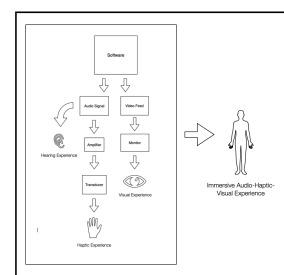 Software
Audio Signal
Video Feed
Hearing Experience
Amplifier
Monitor
Transducer
Visual Experience
Haptic Experience
Immersive Audio-Haptic-
Visual Experience